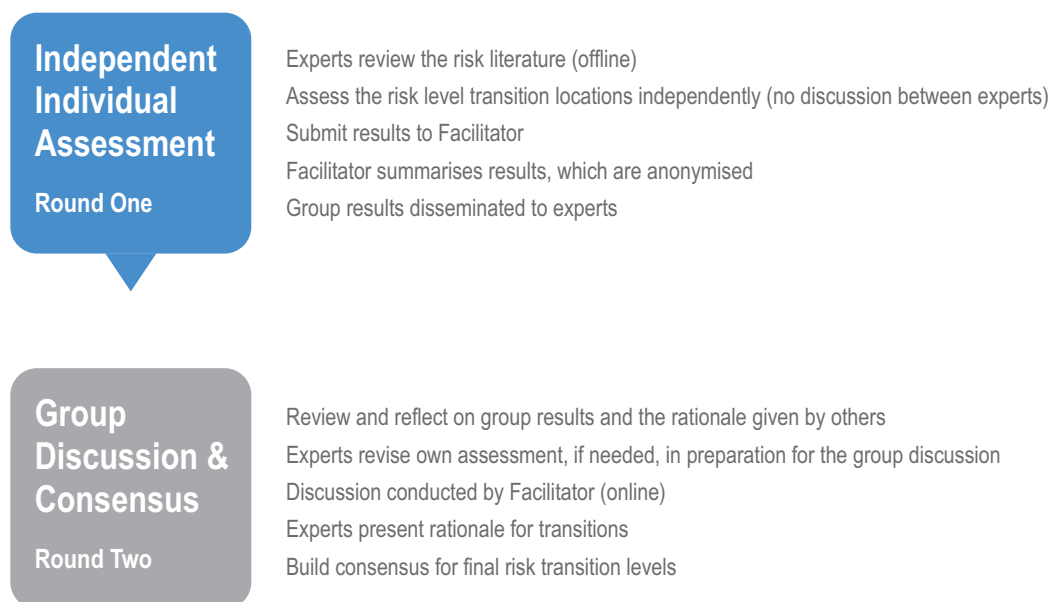 Independent
Individual
Assessment
Round One
Experts review the risk literature (offline)
Assess the risk level transition locations independently (no discussion between experts)
Submit results to Facilitator
Facilitator summarises results, which are anonymised
Group results disseminated to experts
Group
Discussion &
Consensus
Round Two
Review and reflect on group results and the rationale given by others
Experts revise own assessment, if needed, in preparation for the group discussion
Discussion conducted by Facilitator (online)
Experts present rationale for transitions
Build consensus for final risk transition levels